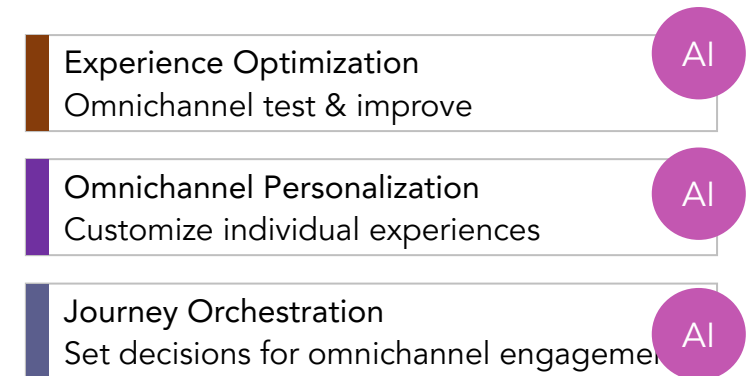 AI
Experience Optimization
Omnichannel test & improve
AI
Omnichannel Personalization
Customize individual experiences
AI
Journey Orchestration
Set decisions for omnichannel